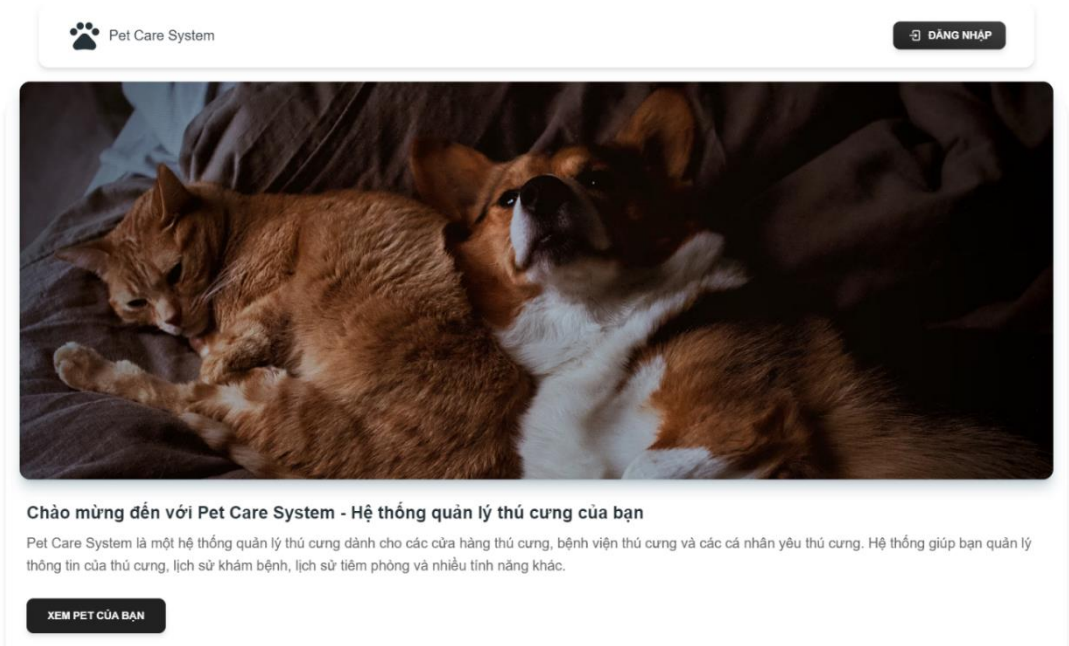 Pet Care System
ĐĂNG NHẬP
Chào mừng đến với Pet Care System - Hệ thống quản lý thú cưng của bạn
Pet Care System là một hệ thống quản lý thú cưng dành cho các cửa hàng thú cưng, bệnh viện thú cưng và các cá nhân yêu thú cưng. Hệ thống giúp bạn quản lý
thông tin của thú cưng, lịch sử khám bệnh, lịch sử tiêm phòng và nhiều tính năng khác.
XEM PET CỦA BẠN